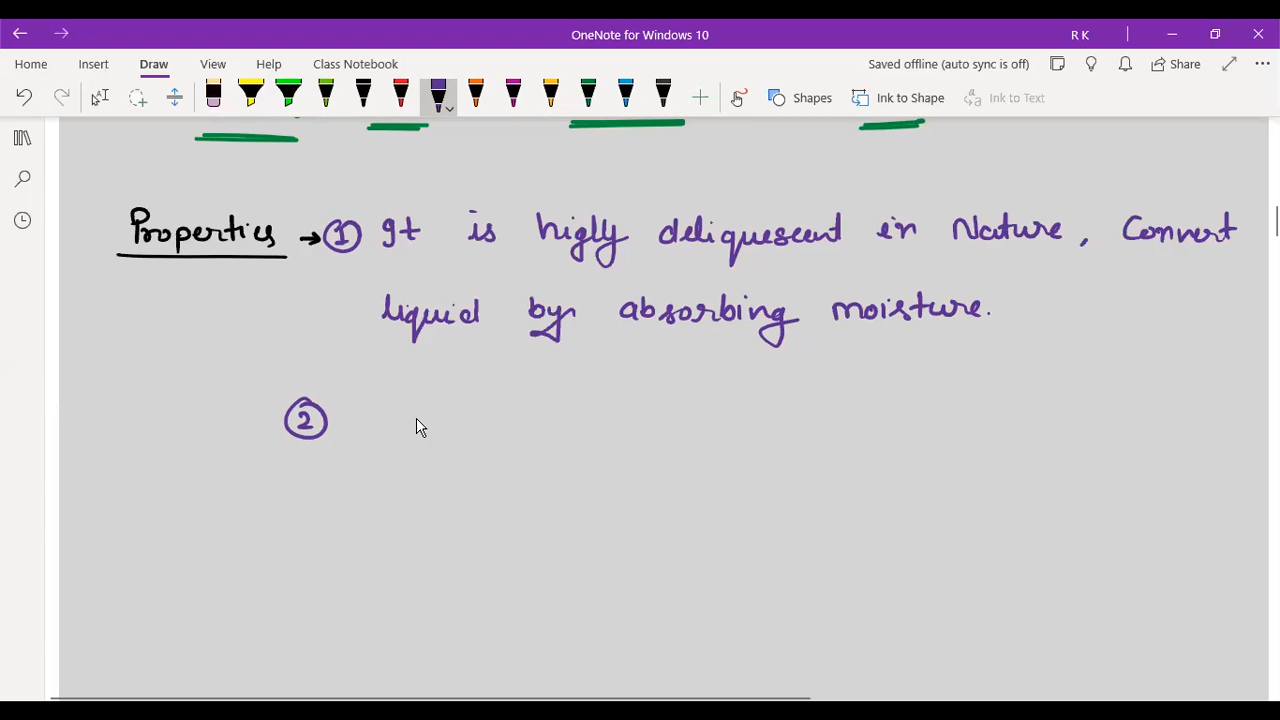 OneNote for Windows 10
R K
Home Insert Draw View Help Class Notebook
Saved offline (auto sync is off) Share
Shapes Ink to Shape Ink to Text
Properties → ① It is higly deliquescent in Nature, Convert
liquid by absorbing moisture.
②